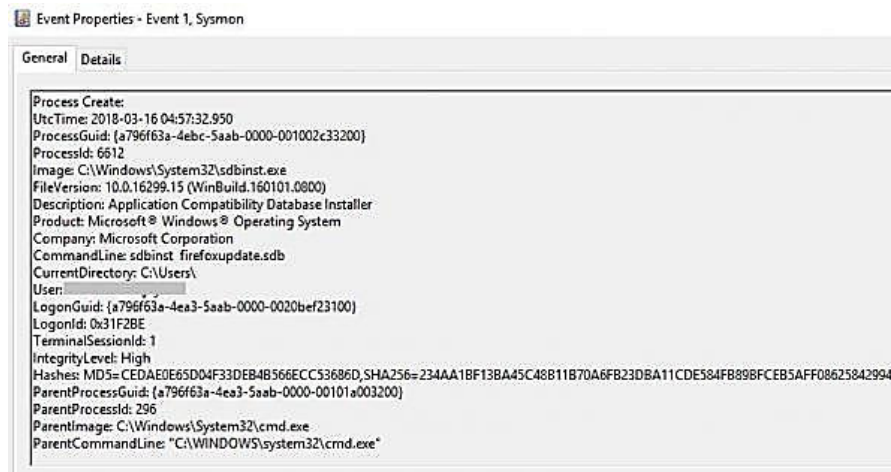 Event Properties - Event 1, Sysmon
General Details
Process Create:
UtcTime: 2018-03-16 04:57:32.950
ProcessGuid: {a796f63a-4ebc-5aab-0000-001002c33200}
ProcessId: 6612
Image: C:\Windows\System32\sdbinst.exe
FileVersion: 10.0.16299.15 (WinBuild.160101.0800)
Description: Application Compatibility Database Installer
Product: Microsoft® Windows® Operating System
Company: Microsoft Corporation
CommandLine: sdbinst firefoxupdate.sdb
CurrentDirectory: C:\Users\
User:
LogonGuid: {a796f63a-4ea3-5aab-0000-0020bef23100}
LogonId: 0x31F2BE
TerminalSessionId: 1
IntegrityLevel: High
Hashes: MD5=CEDAE0E65D04F33DEB4B566ECC53686D,SHA256=234AA1BF13BA45C48B11B70A6FB23DBA11CDE584FB89BFCEB5AFF08625842994
ParentProcessGuid: {a796f63a-4ea3-5aab-0000-00101a003200}
ParentProcessId: 296
ParentImage: C:\Windows\System32\cmd.exe
ParentCommandLine: "C:\WINDOWS\system32\cmd.exe"